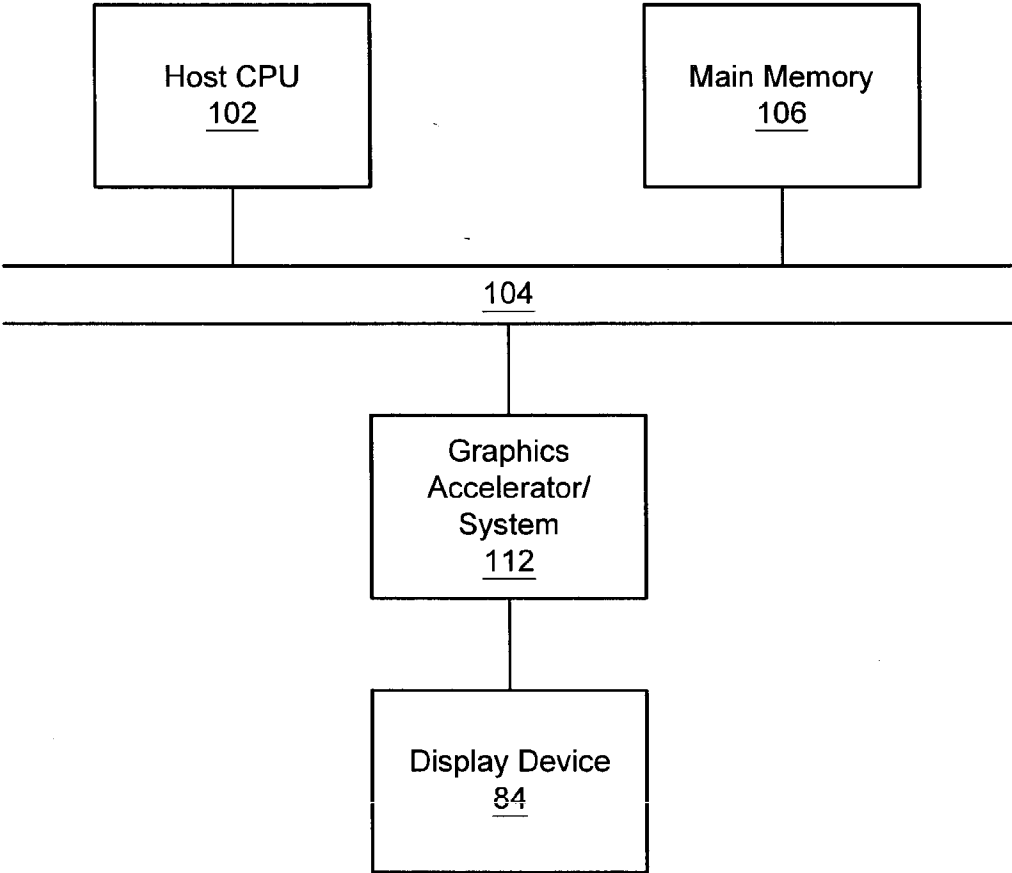 Host CPU
102
Main Memory
106
104
Graphics
Accelerator/
System
112
Display Device
84